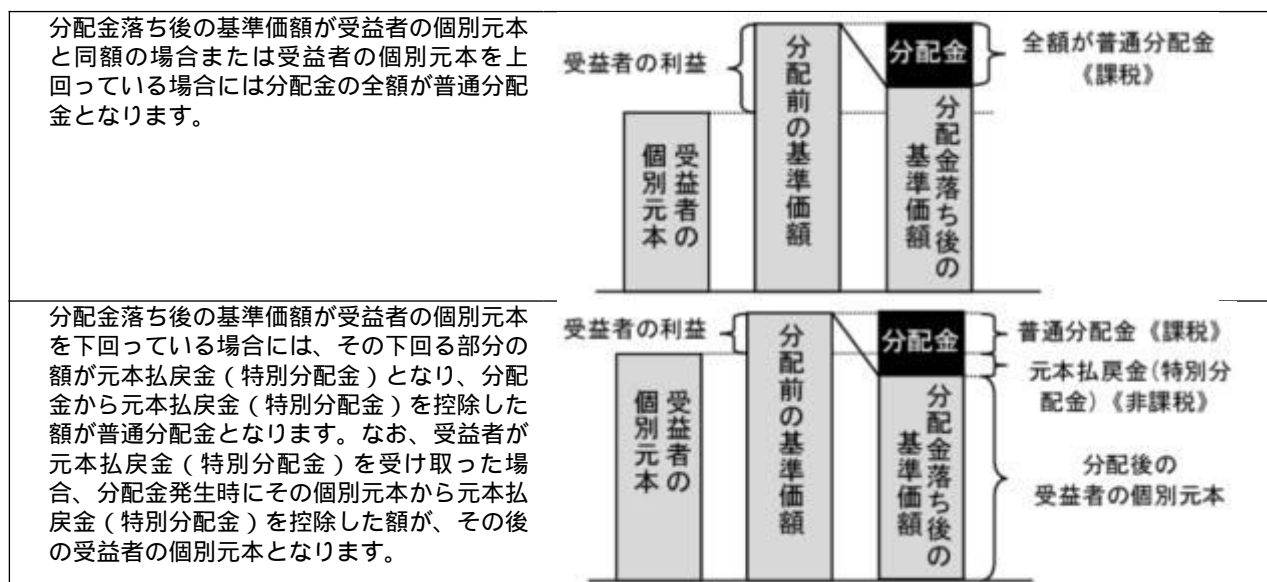 分配金落ち後の基準価額が受益者の個別元本
と同額の場合または受益者の個別元本を上
回っている場合には分配金の全額が普通分配
金となります。
受益者の利益
受益者の
個別元本
分配前の基準価額
分配金
分配金落ち後の
基準価額
全額が普通分配金
《課税》
分配金落ち後の基準価額が受益者の個別元本
を下回っている場合には、その下回る部分の
額が元本払戻金（特別分配金）となり、分配
金から元本払戻金（特別分配金）を控除した
額が普通分配金となります。なお、受益者が
元本払戻金（特別分配金）を受け取った場
合、分配金発生時にその個別元本から元本払
戻金（特別分配金）を控除した額が、その後
の受益者の個別元本となります。
受益者の利益
受益者の
個別元本
分配前の基準価額
分配金
分配金落ち後の
基準価額
普通分配金《課税》
元本払戻金(特別分
配金)《非課税》
分配後の
受益者の個別元本